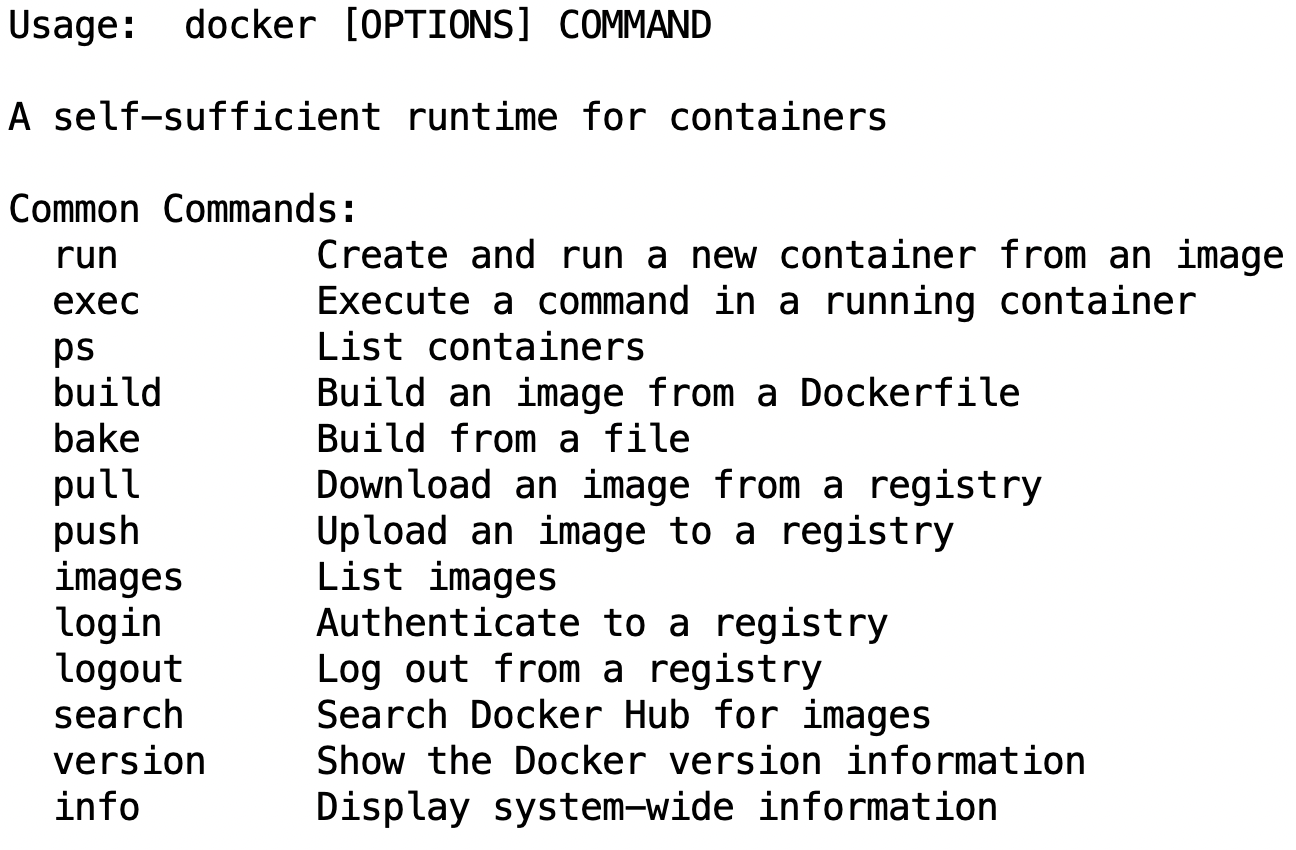 Usage:  docker [OPTIONS] COMMAND

A self-sufficient runtime for containers

Common Commands:
  run         Create and run a new container from an image
  exec        Execute a command in a running container
  ps          List containers
  build       Build an image from a Dockerfile
  bake        Build from a file
  pull        Download an image from a registry
  push        Upload an image to a registry
  images      List images
  login       Authenticate to a registry
  logout      Log out from a registry
  search      Search Docker Hub for images
  version     Show the Docker version information
  info        Display system-wide information